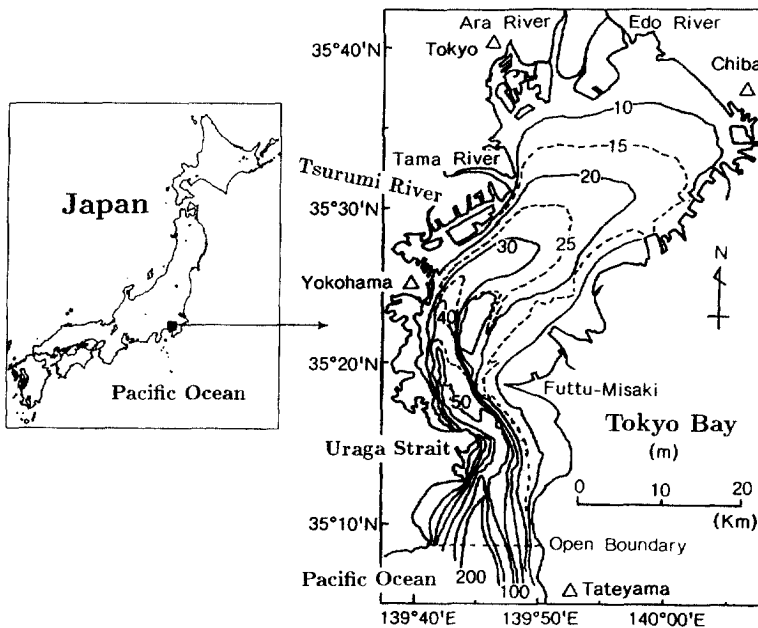 Ara River
Edo River
35°40'N
Tokyo
Chiba
10
15
Tama River
20
Tsurumi River
Japan
35°30'N
30
25
N
Yokohama
40
35°20'N
Pacific Ocean
Futtu-Misaki
50
Tokyo Bay
Uraga Strait
(m)
0 10 20
(Km)
35°10'N
Open Boundary
Pacific Ocean
200
100
Tateyama
139°40'E 139°50'E 140°00'E